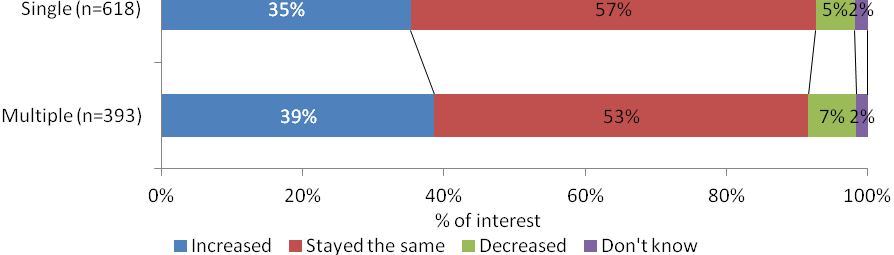 Single (n=618) 35% 57% 5% 2%
Multiple (n=393) 39% 53% 7% 2%
0% 20% 40% 60% 80% 100%
% of interest
Increased Stayed the same Decreased Don't know